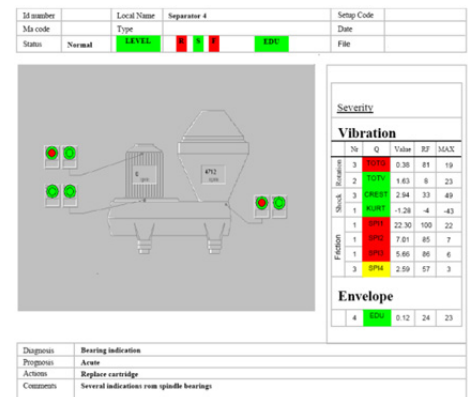 Id number Local Name Separator 4 Setup Code
Ma code Type Date
Status Normal LEVEL R S F EDU File
Severity
Vibration
Nr Q Value RF MAX
Rotation 3 TOTG 0.38 81 19
2 TOTV 1.63 8 23
Shock 3 CREST 2.94 33 49
1 KURT -1.28 -4 -43
Friction 1 SPI1 22.30 100 22
1 SPI2 7.01 85 7
1 SPI3 5.66 86 6
3 SPI4 2.59 57 3
Envelope
4 EDU 0.12 24 23
0
4712
Diagnosis Bearing indication
Prognosis Acute
Actions Replace cartridge
Comments Several indications rom spindle bearings